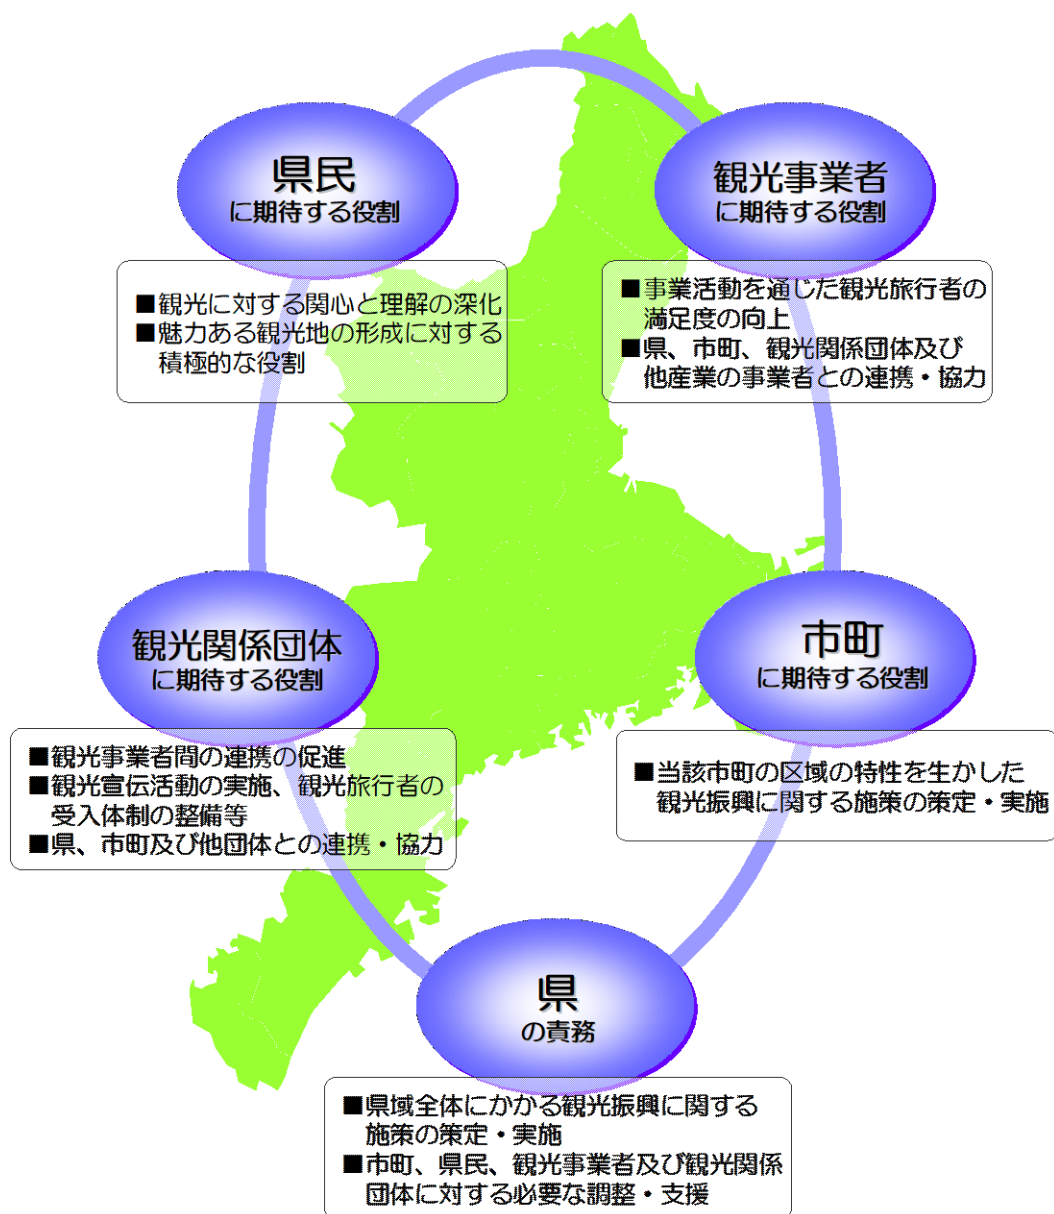 県民
に期待する役割
■観光に対する関心と理解の深化
■魅力ある観光地の形成に対する
積極的な役割
観光事業者
に期待する役割
■事業活動を通じた観光旅行者の
満足度の向上
■県、市町、観光関係団体及び
他産業の事業者との連携・協力
観光関係団体
に期待する役割
■観光事業者間の連携の促進
■観光宣伝活動の実施、観光旅行者の
受入体制の整備等
■県、市町及び他団体との連携・協力
市町
に期待する役割
■当該市町の区域の特性を生かした
観光振興に関する施策の策定・実施
県
の責務
■県域全体にかかる観光振興に関する
施策の策定・実施
■市町、県民、観光事業者及び観光関係
団体に対する必要な調整・支援